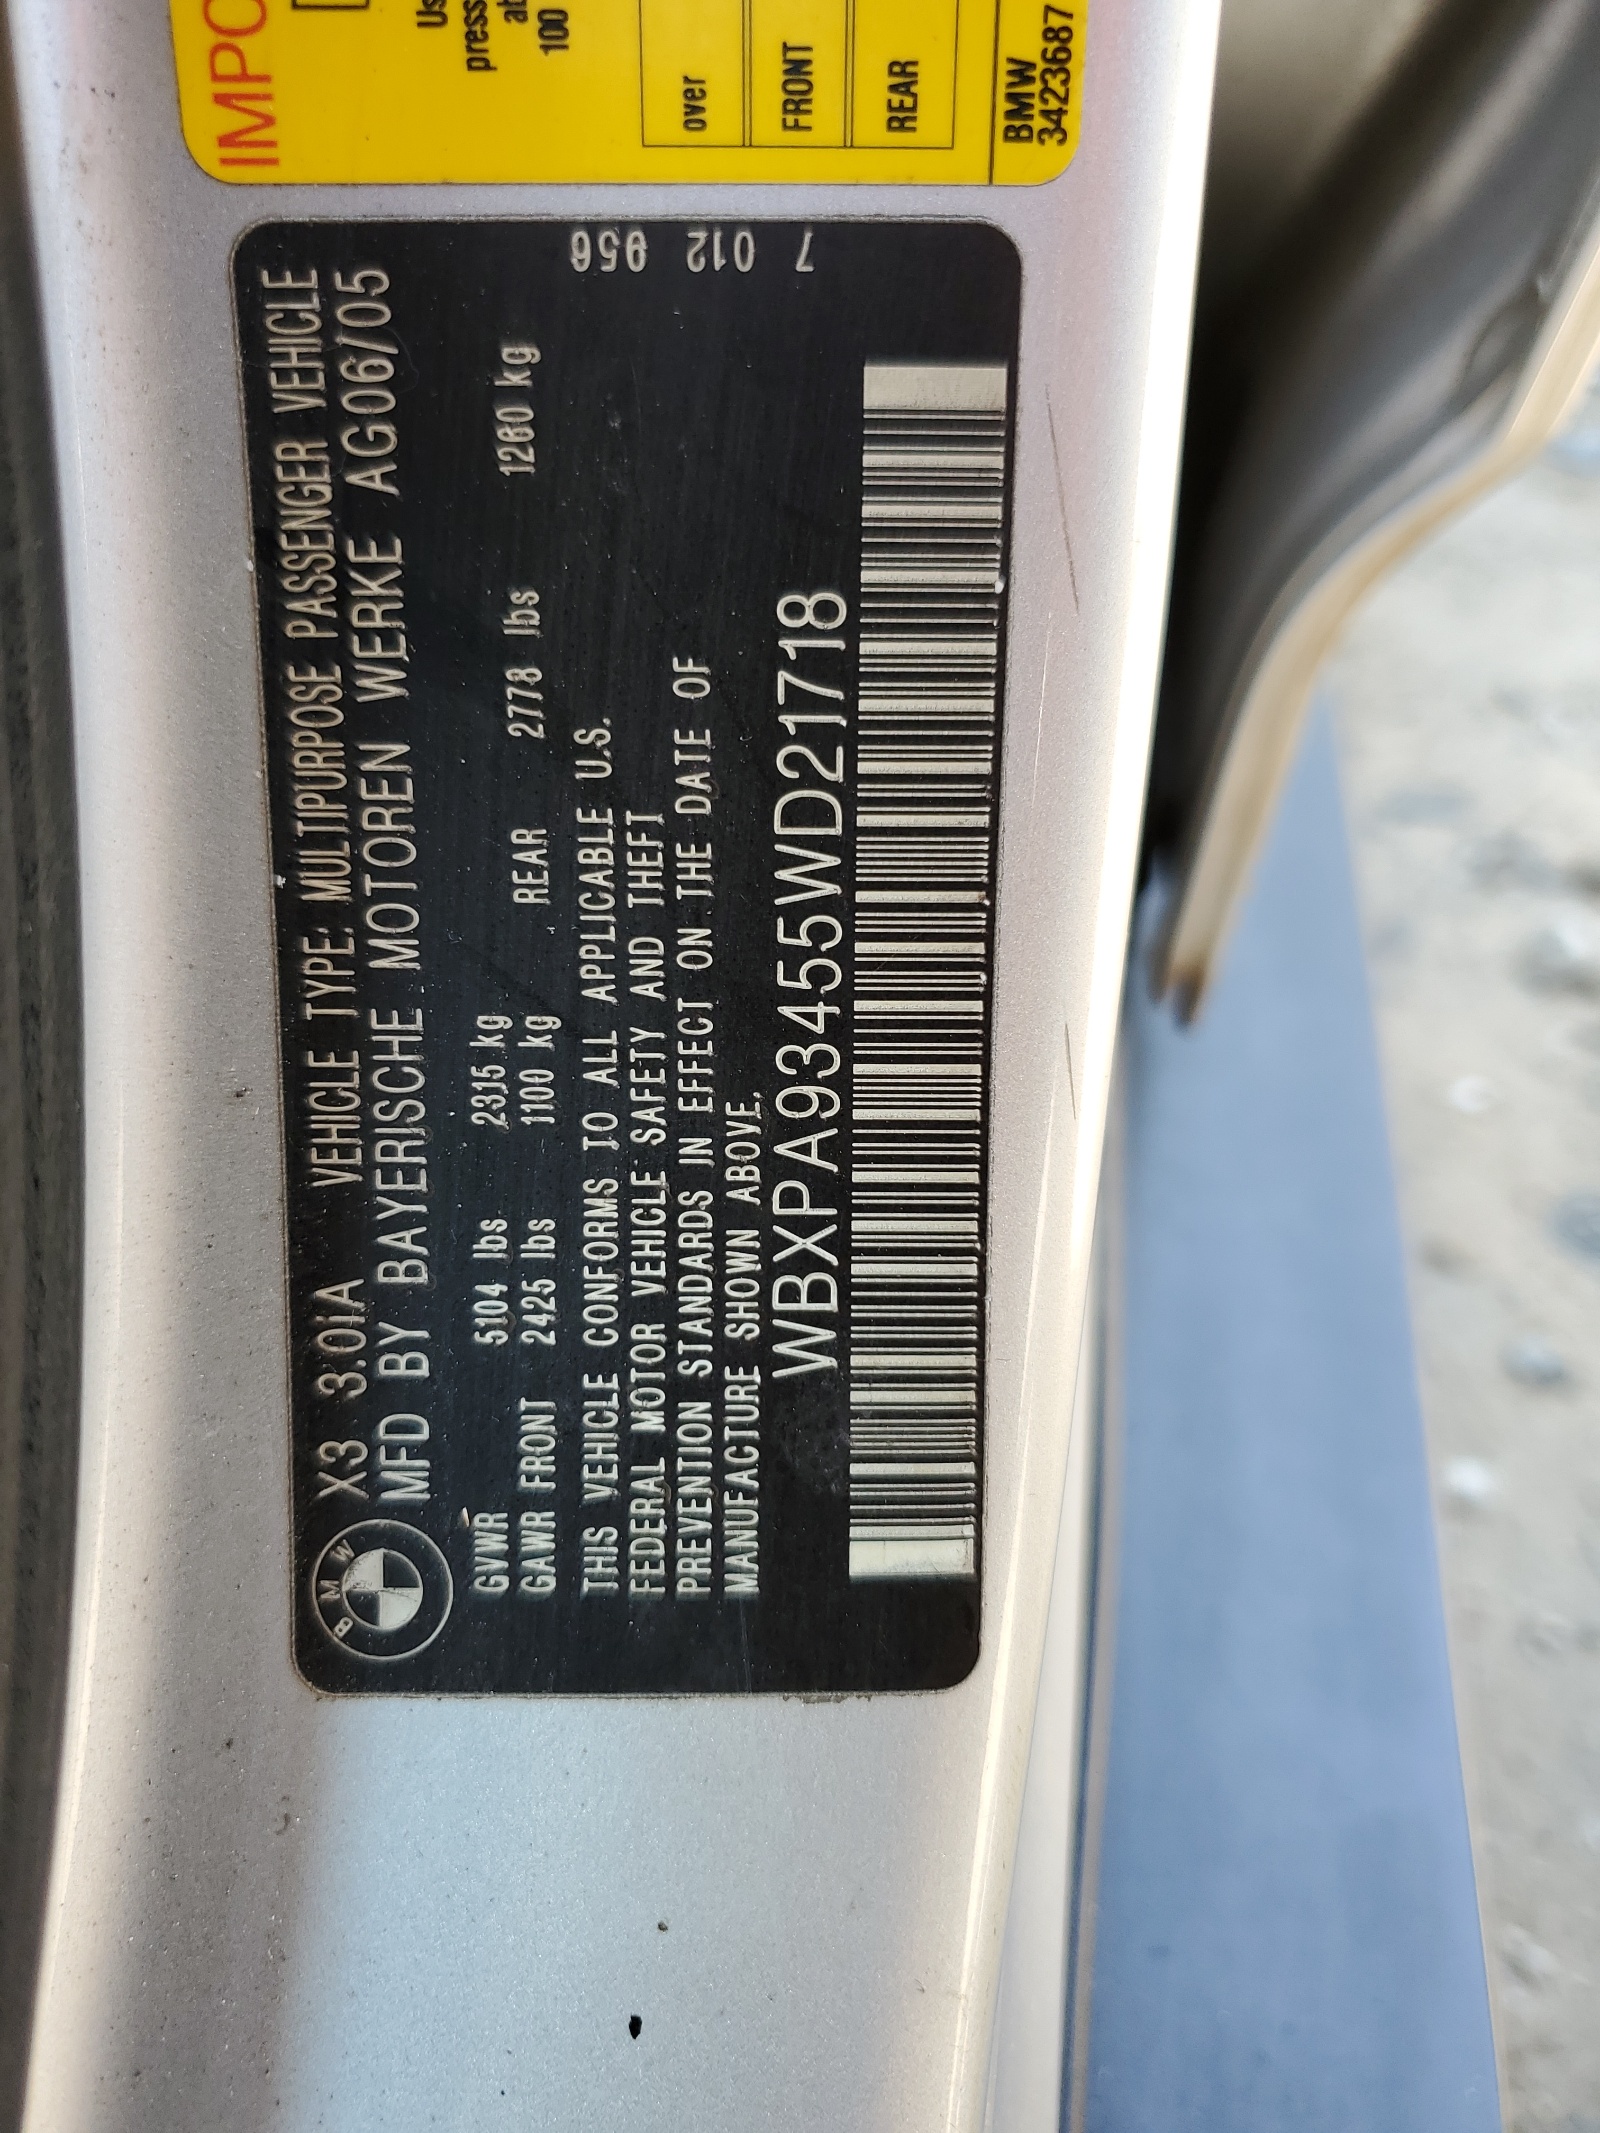 BMW
X3 3.0IA VEHICLE TYPE: MULTIPURPOSE PASSENGER VEHICLE
MFD BY BAYERISCHE MOTOREN WERKE AG06/05
GVWR 5104 lbs 2315 kg
GAWR FRONT 2425 lbs 1100 kg REAR 2778 lbs 1260 kg
THIS VEHICLE CONFORMS TO ALL APPLICABLE U.S.
FEDERAL MOTOR VEHICLE SAFETY AND THEFT
PREVENTION STANDARDS IN EFFECT ON THE DATE OF
MANUFACTURE SHOWN ABOVE.
WBXPA93455WD21718
7 012 956
IMPO
Us
press
at
100
over
FRONT
REAR
BMW
3423687